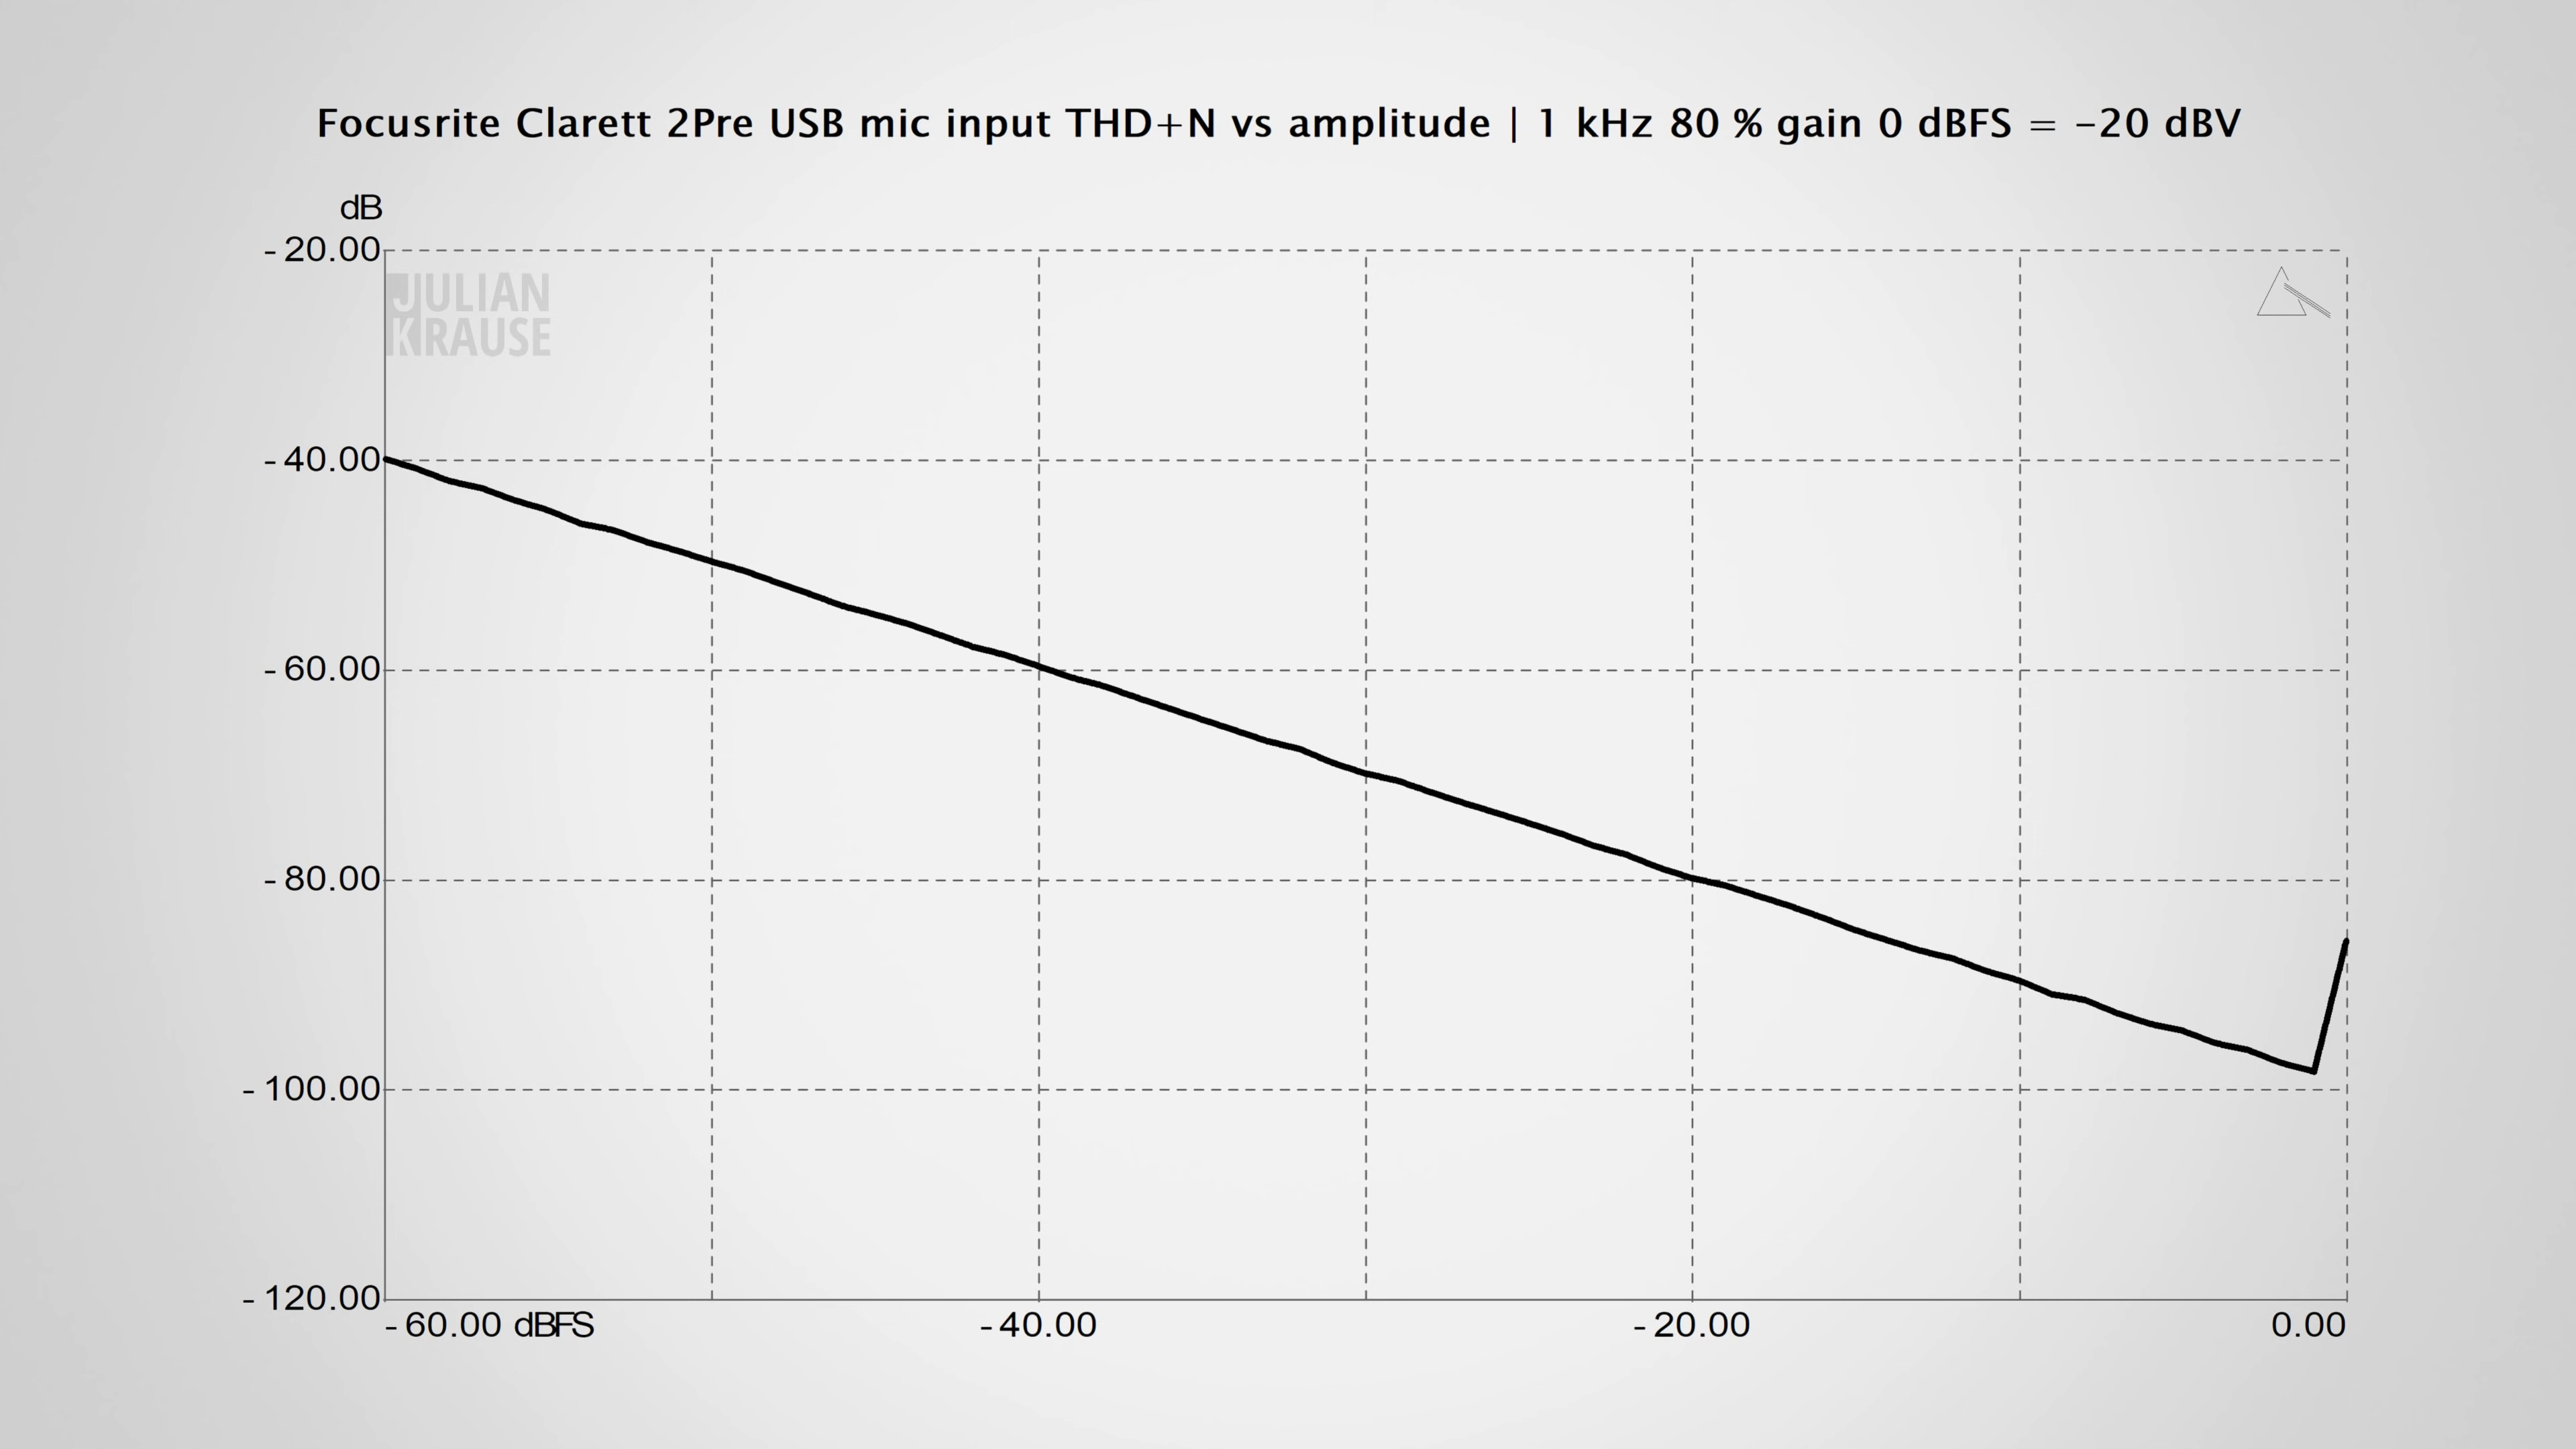 Focusrite Clarett 2Pre USB mic input THD+N vs amplitude | 1 kHz 80 % gain 0 dBFS = -20 dBV
dB
-20.00
JULIAN
KRAUSE
-40.00
-60.00
-80.00
-100.00
-120.00
-60.00 dBFS
-40.00
-20.00
0.00